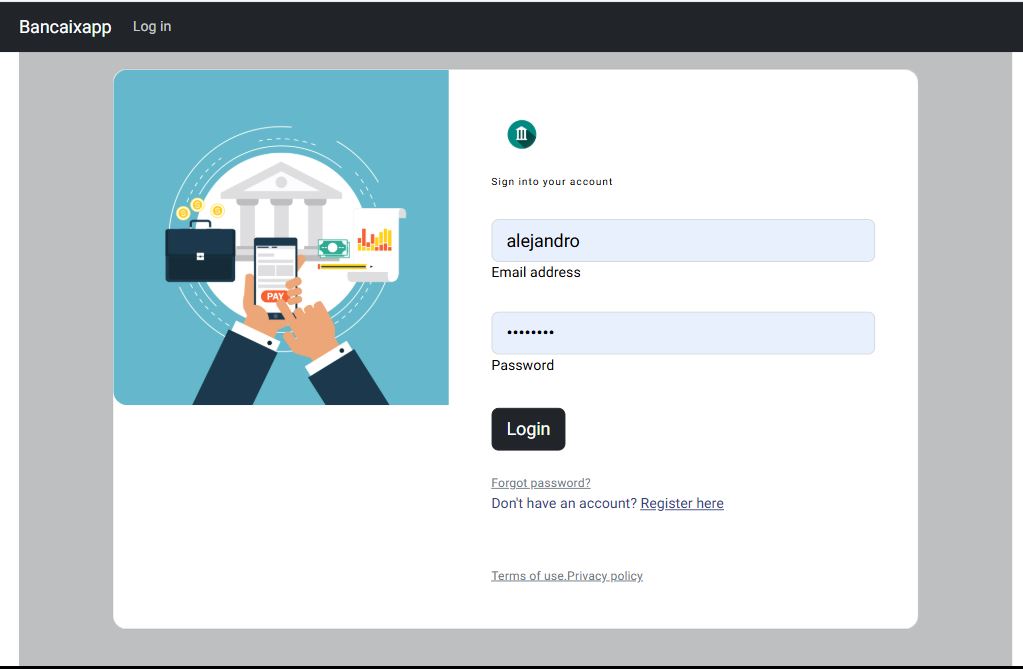 Bancaixapp Log in
Sign into your account
alejandro
Email address
••••••••
Password
PAY
Login
Forgot password?
Don't have an account? Register here
Terms of use.Privacy policy